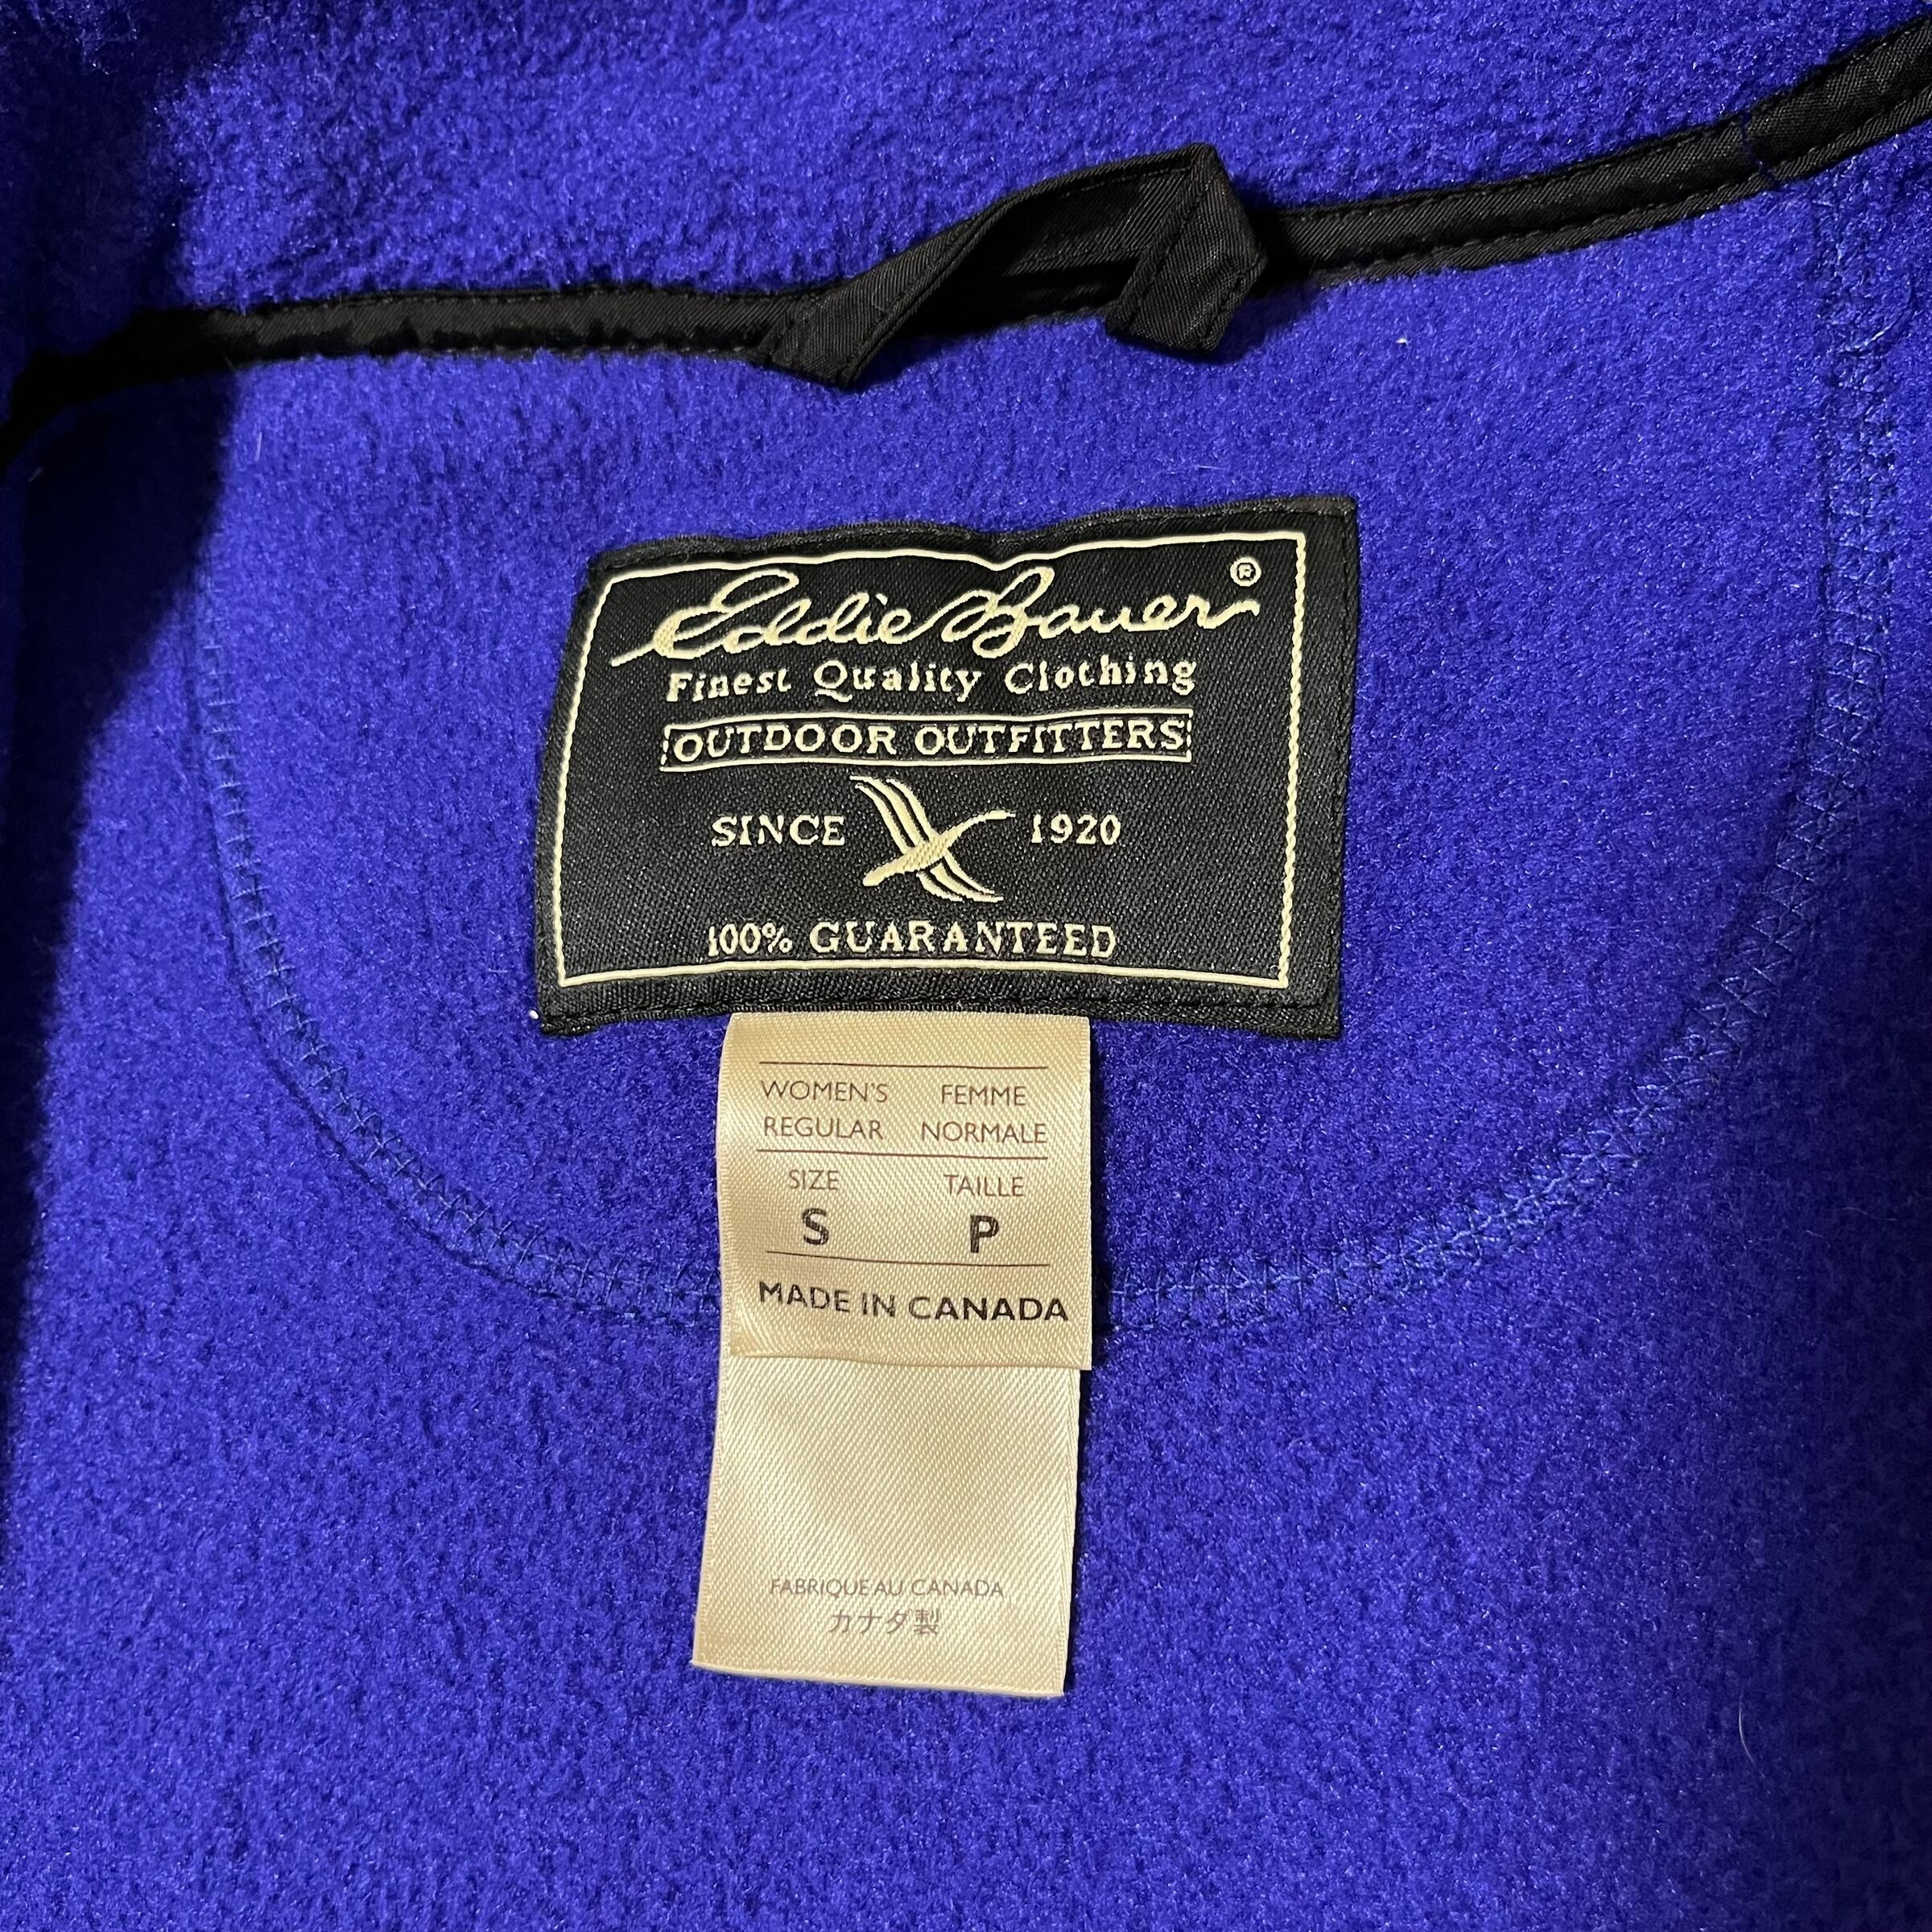 Eddie Bauer ®
Finest Quality Clothing
OUTDOOR OUTFITTERS
SINCE 1920
100% GUARANTEED
WOMEN'S FEMME
REGULAR NORMALE
SIZE TAILLE
S P
MADE IN CANADA
FABRIQUE AU CANADA
カナダ製